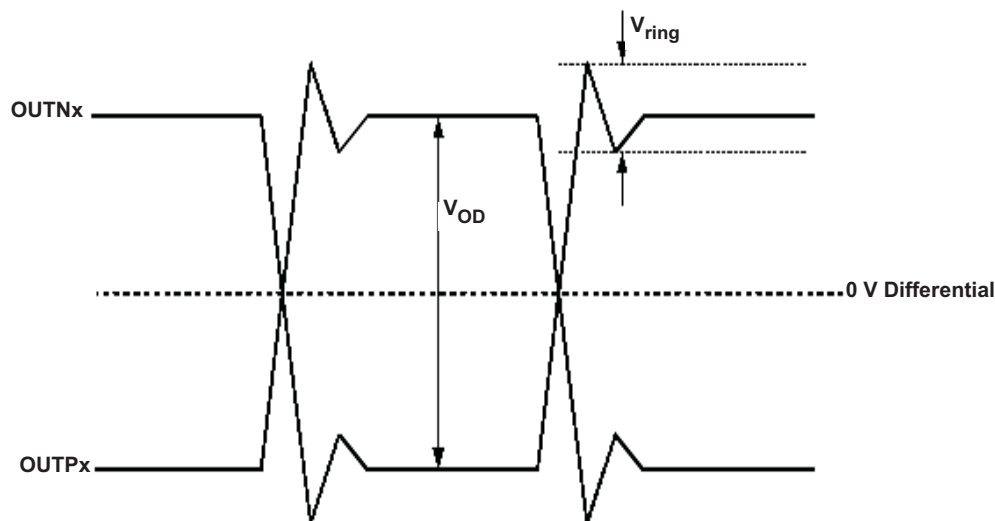 Vring
OUTNx
VOD
0 V Differential
OUTPx